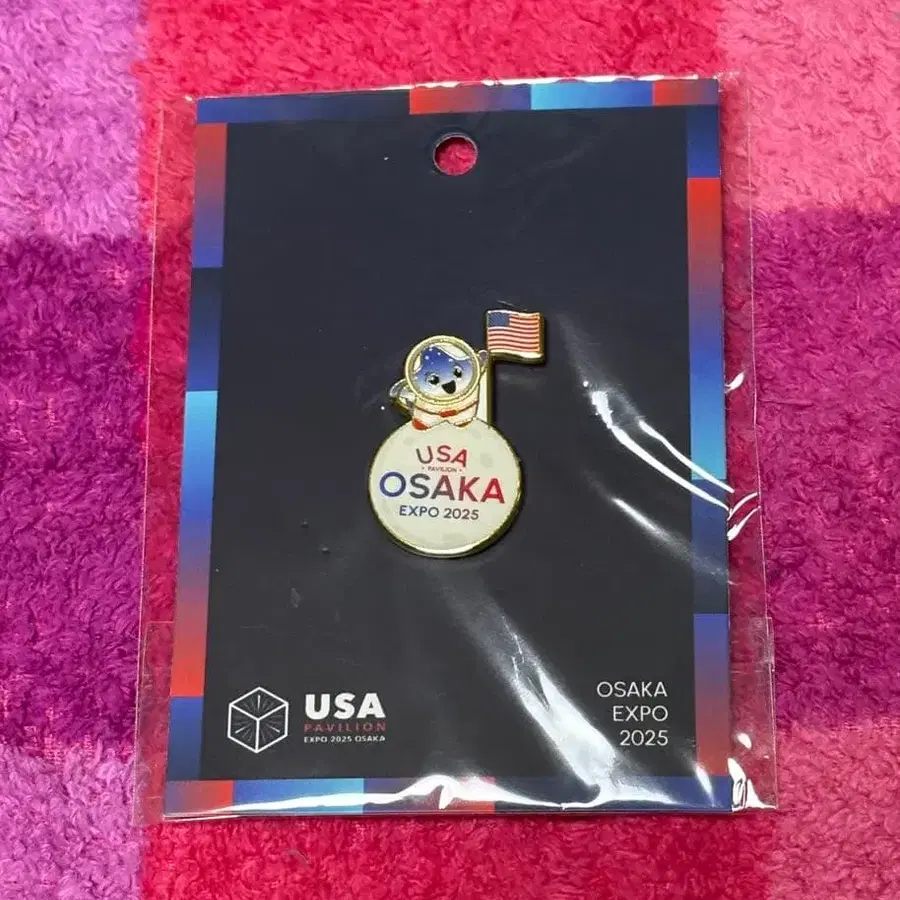 USA
• PAVILION •
OSAKA
EXPO 2025
USA
PAVILION
EXPO 2025 OSAKA
OSAKA
EXPO
2025